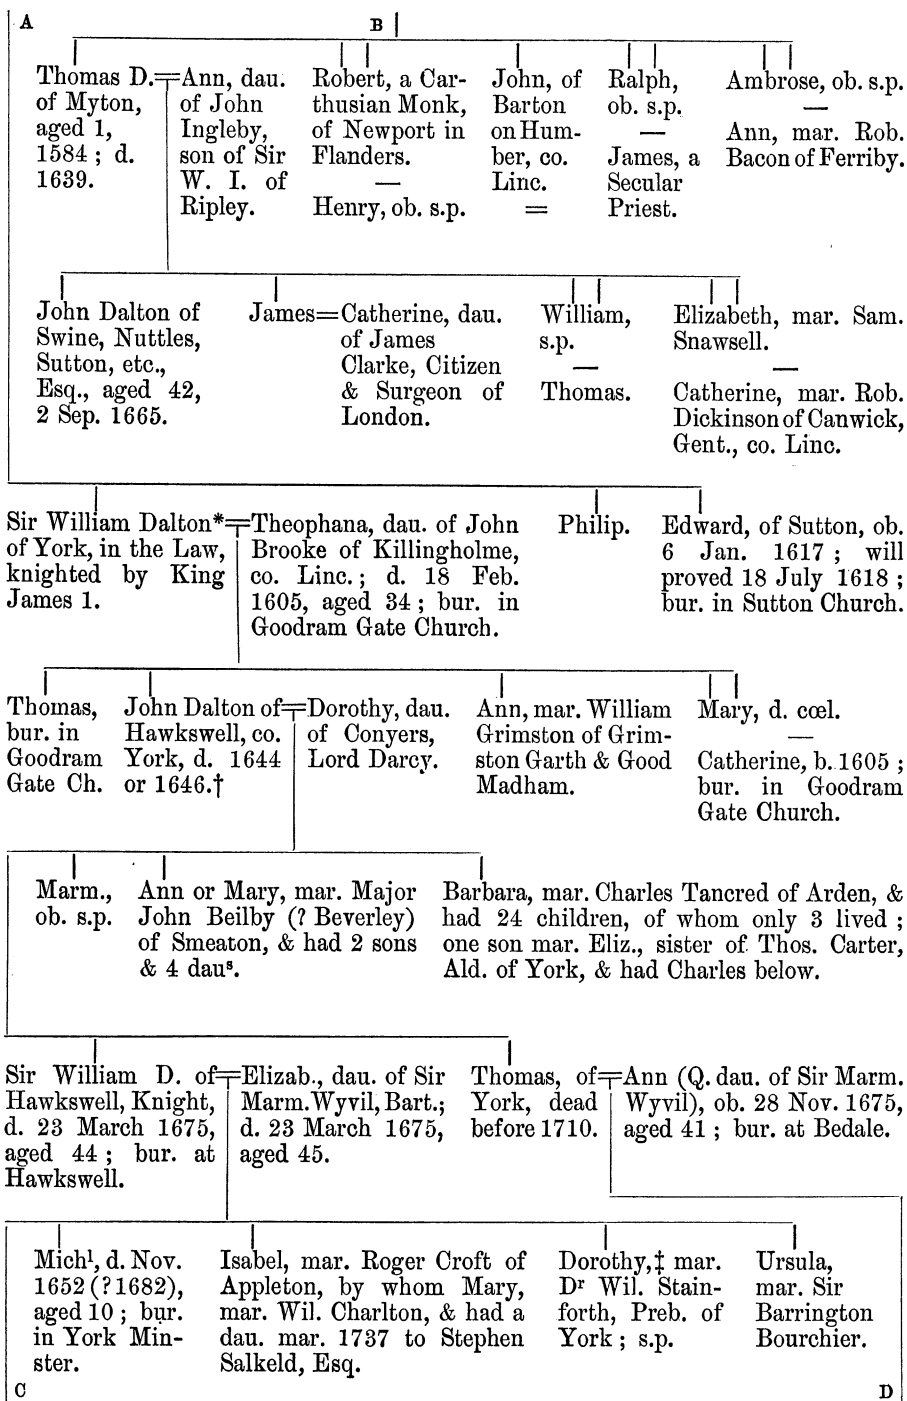 A
B
Thomas D.
of Myton,
aged 1,
1584 ; d.
1639.
Ann, dau.
of John
Ingleby,
son of Sir
W. I. of
Ripley.
Robert, a Car-
thusian Monk,
of Newport in
Flanders.
—
Henry, ob. s.p.
John, of
Barton
on Hum-
ber, co.
Linc.
=
Ralph,
ob. s.p.
—
James, a
Secular
Priest.
Ambrose, ob. s.p.
—
Ann, mar. Rob.
Bacon of Ferriby.
John Dalton of
Swine, Nuttles,
Sutton, etc.,
Esq., aged 42,
2 Sep. 1665.
James=Catherine, dau.
of James
Clarke, Citizen
& Surgeon of
London.
William,
s.p.
—
Thomas.
Elizabeth, mar. Sam.
Snawsell.
—
Catherine, mar. Rob.
Dickinson of Canwick,
Gent., co. Linc.
Sir William Dalton*
of York, in the Law,
knighted by King
James 1.
Theophana, dau. of John
Brooke of Killingholme,
co. Linc. ; d. 18 Feb.
1605, aged 34 ; bur. in
Goodram Gate Church.
Philip.
Edward, of Sutton, ob.
6 Jan. 1617 ; will
proved 18 July 1618 ;
bur. in Sutton Church.
Thomas,
bur. in
Goodram
Gate Ch.
John Dalton of
Hawkswell, co.
York, d. 1644
or 1646.†
Dorothy, dau.
of Conyers,
Lord Darcy.
Ann, mar. William
Grimston of Grim-
ston Garth & Good
Madham.
Mary, d. cœl.
—
Catherine, b. 1605 ;
bur. in Goodram
Gate Church.
Marm.,
ob. s.p.
Ann or Mary, mar. Major
John Beilby (? Beverley)
of Smeaton, & had 2 sons
& 4 dauˢ.
Barbara, mar. Charles Tancred of Arden, &
had 24 children, of whom only 3 lived ;
one son mar. Eliz., sister of Thos. Carter,
Ald. of York, & had Charles below.
Sir William D. of
Hawkswell, Knight,
d. 23 March 1675,
aged 44 ; bur. at
Hawkswell.
Elizab., dau. of Sir
Marm. Wyvil, Bart.;
d. 23 March 1675,
aged 45.
Thomas, of
York, dead
before 1710.
Ann (Q. dau. of Sir Marm.
Wyvil), ob. 28 Nov. 1675,
aged 41 ; bur. at Bedale.
Michˡ, d. Nov.
1652 (?1682),
aged 10 ; bur.
in York Min-
ster.
Isabel, mar. Roger Croft of
Appleton, by whom Mary,
mar. Wil. Charlton, & had a
dau. mar. 1737 to Stephen
Salkeld, Esq.
Dorothy,‡ mar.
Dʳ Wil. Stain-
forth, Preb. of
York ; s.p.
Ursula,
mar. Sir
Barrington
Bourchier.
C
D